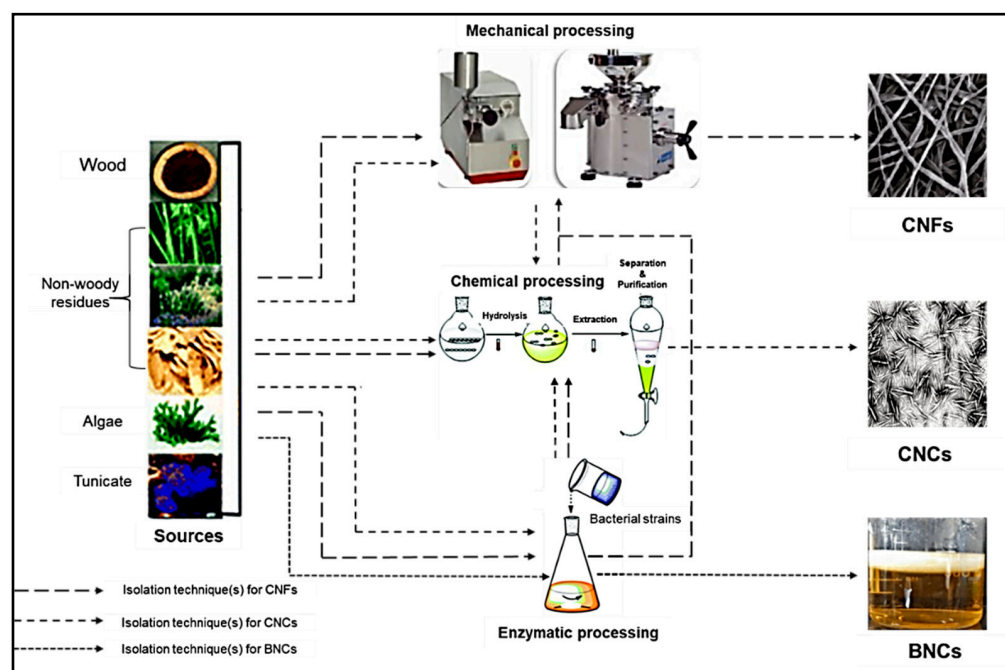 Mechanical processing
Wood
Non-woody
residues
Algae
Tunicate
Sources
Chemical processing
Hydrolysis
Extraction
Separation
&
Purification
Bacterial strains
Enzymatic processing
CNFs
CNCs
BNCs
Isolation technique(s) for CNFs
Isolation technique(s) for CNCs
Isolation technique(s) for BNCs